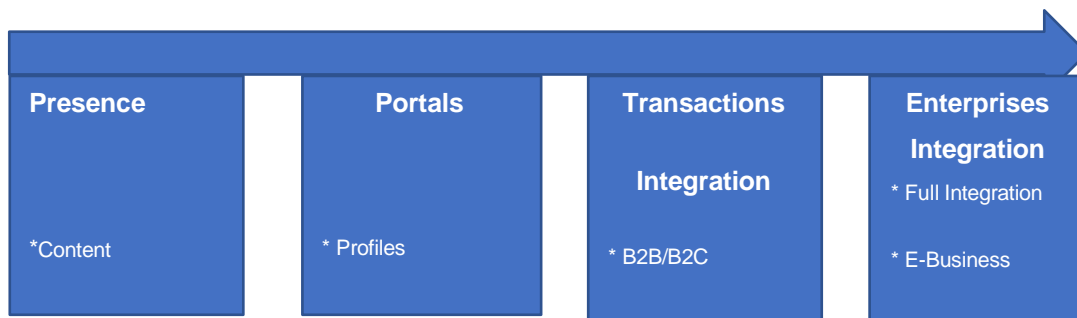 Presence
*Content
Portals
* Profiles
Transactions
Integration
* B2B/B2C
Enterprises
Integration
* Full Integration
* E-Business